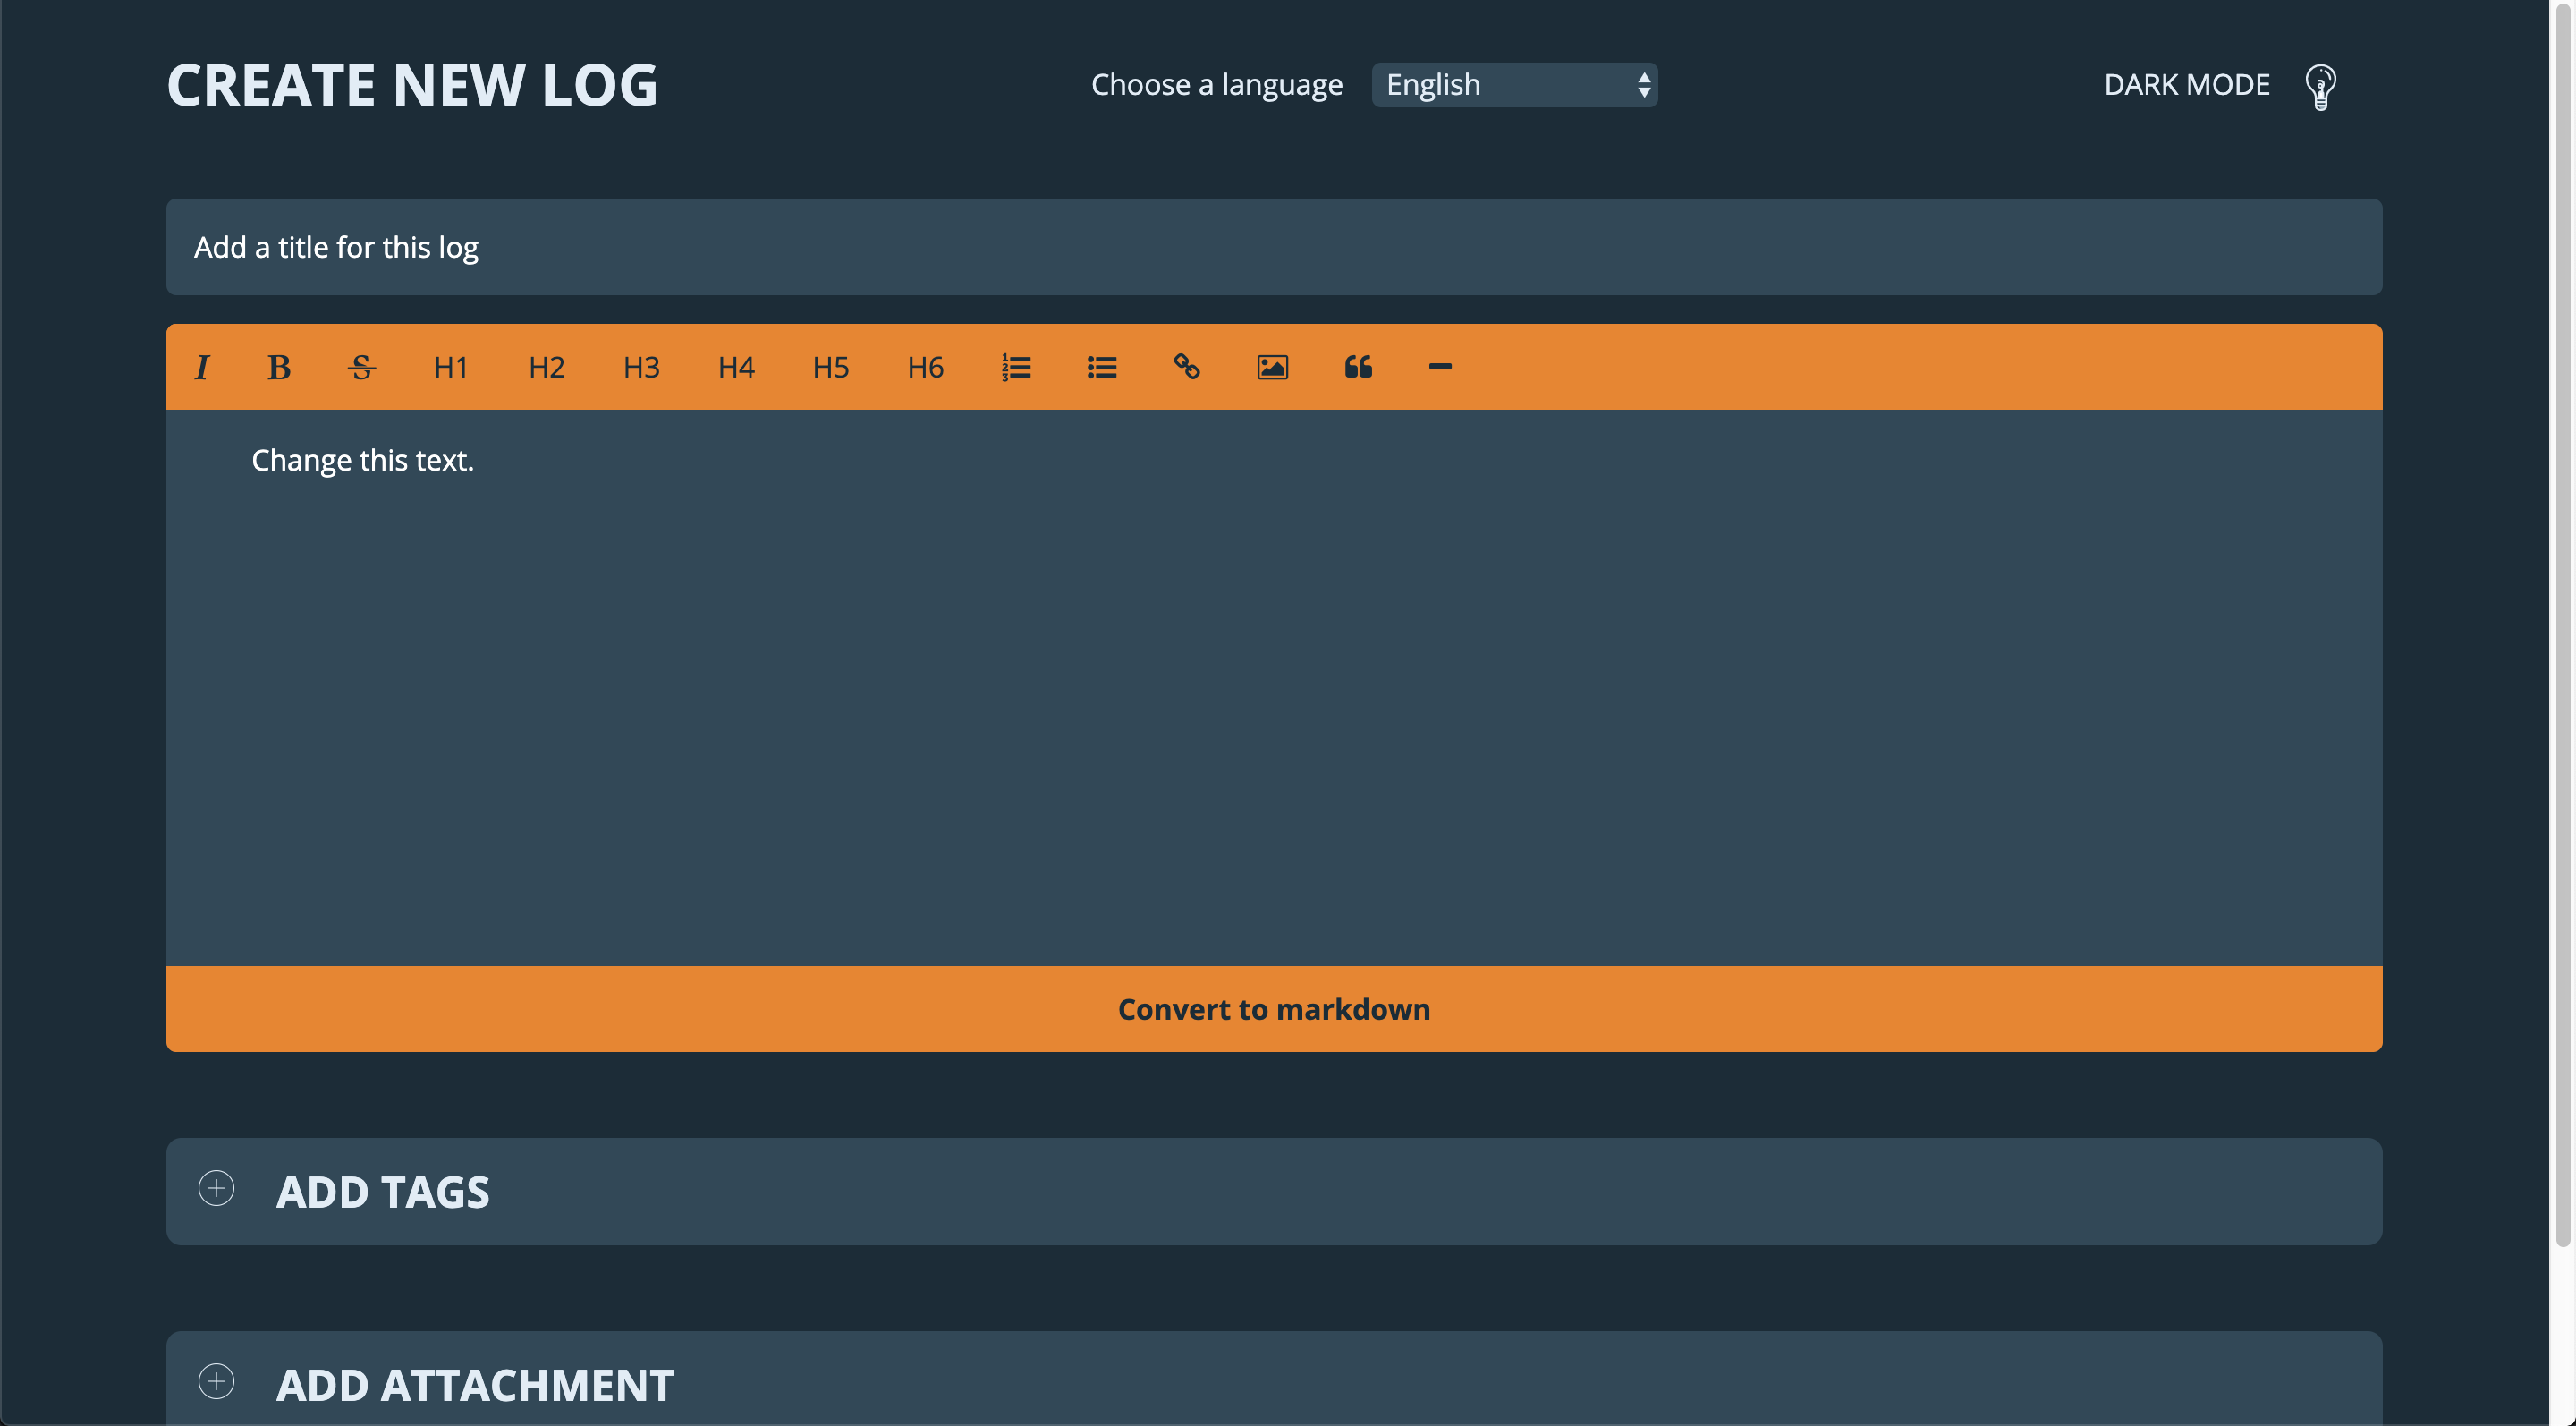 CREATE NEW LOG
Choose a language English
DARK MODE
Add a title for this log
I B S H1 H2 H3 H4 H5 H6
Change this text.
Convert to markdown
ADD TAGS
ADD ATTACHMENT